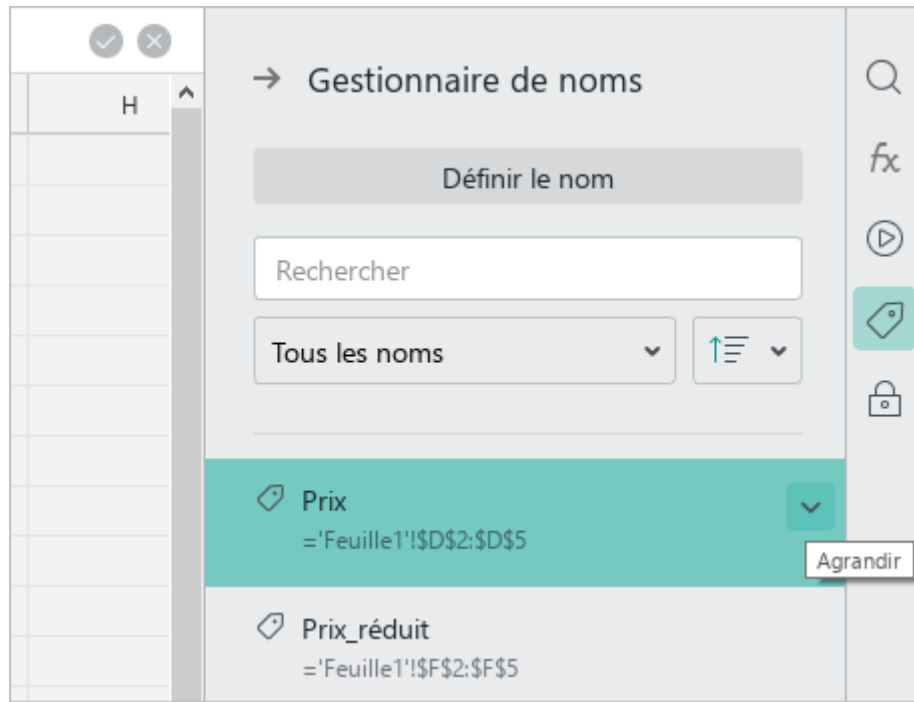 H
Gestionnaire de noms
Définir le nom
Rechercher
Tous les noms
Prix
='Feuille1'!$D$2:$D$5
Agrandir
Prix_réduit
='Feuille1'!$F$2:$F$5
fx